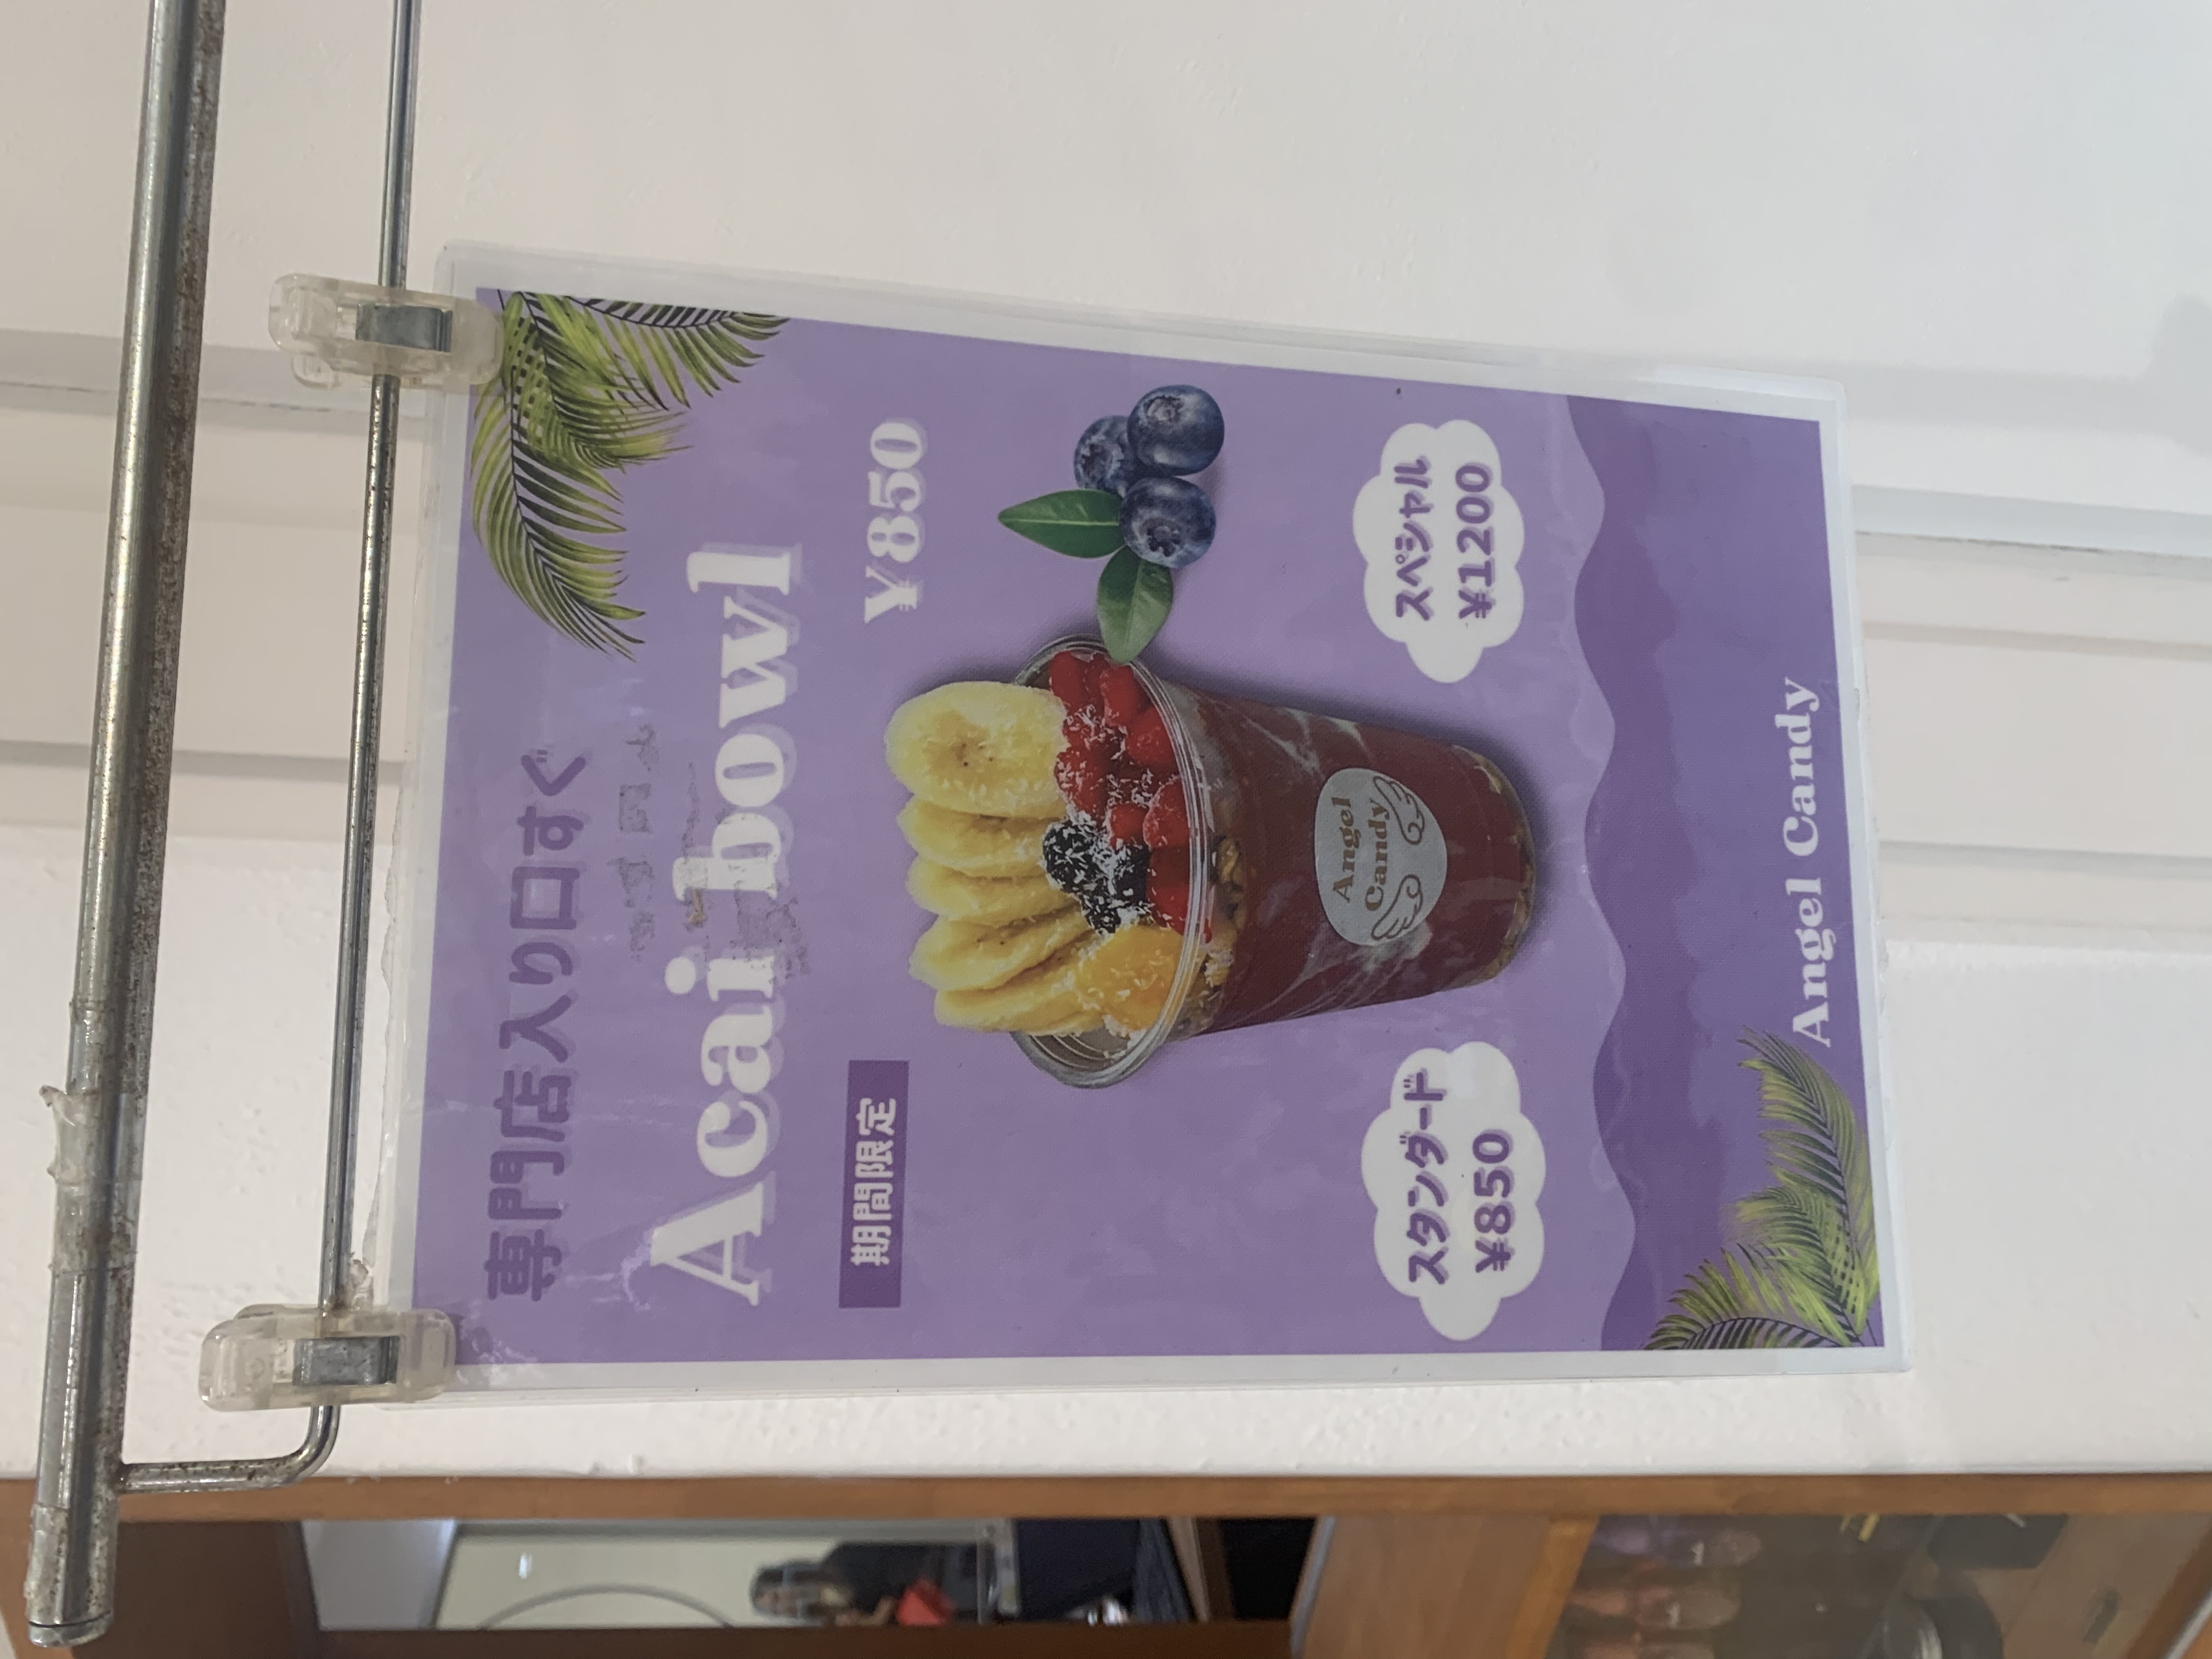 専門店入り口すぐ
Acai bowl
期間限定
¥850
Angel
Candy
スタンダード
¥850
スペシャル
¥1200
Angel Candy